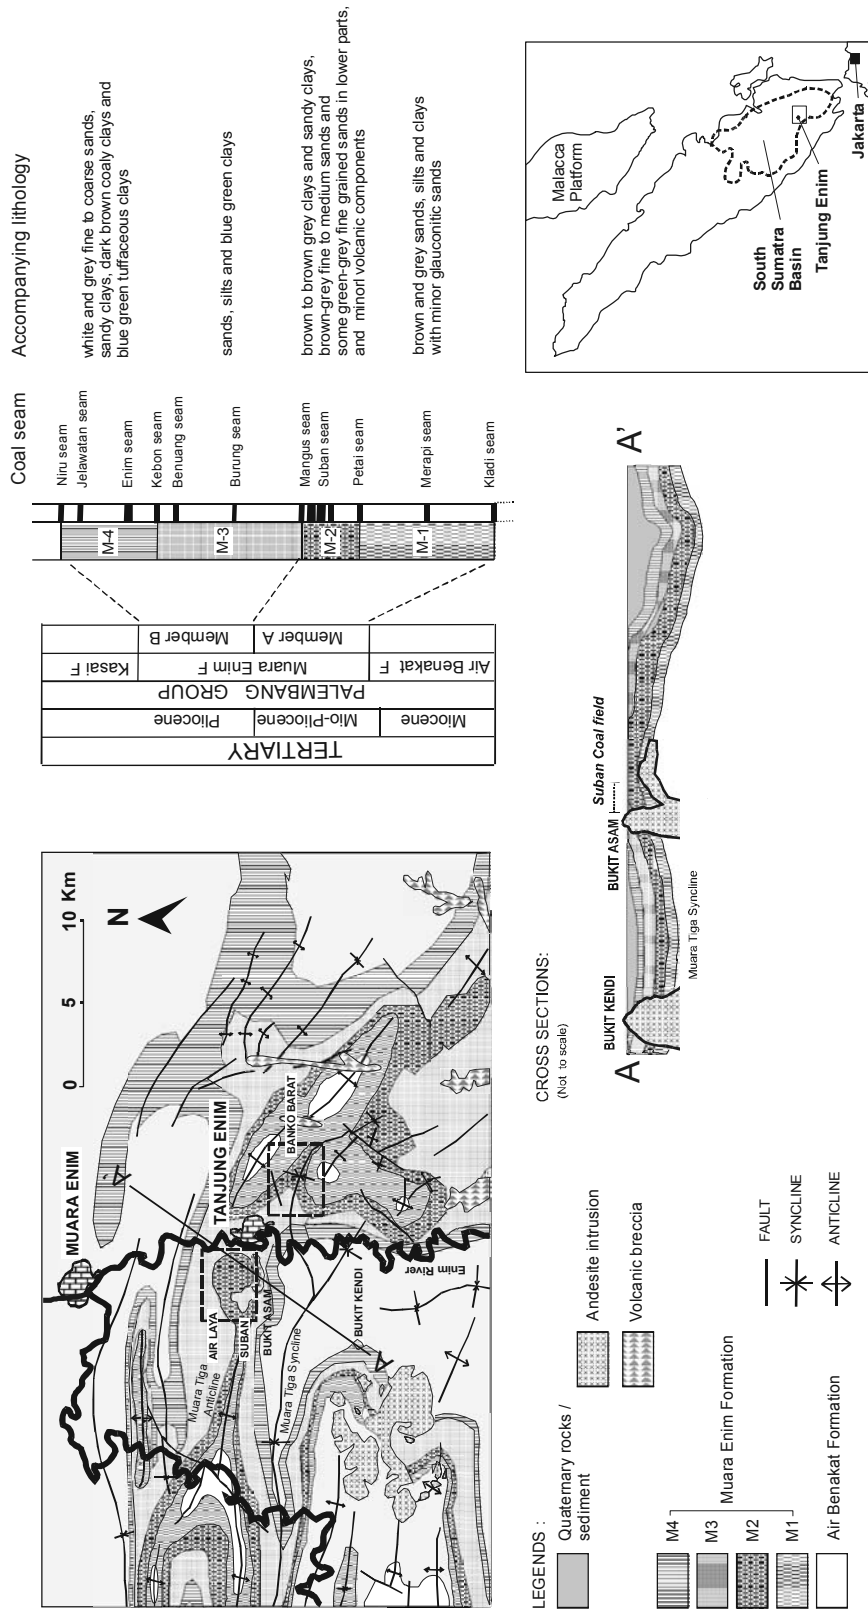 MUARA ENIM
TANJUNG ENIM
BANKO BARAT
AIR LAYA
SUBAN
BUKIT ASAM
BUKIT KENDI
Muara Tiga
Anticline
Muara Tiga Syncline
Enim River
A
A'
0 5 10 Km
N
TERTIARY
Miocene
Mio-Pliocene
Pliocene
PALEMBANG GROUP
Air Benakat F
Muara Enim F
Kasai F
Member A
Member B
M-4
M-3
M-2
M-1
Coal seam
Niru seam
Jelawatan seam
Enim seam
Kebon seam
Benuang seam
Burung seam
Mangus seam
Suban seam
Petai seam
Merapi seam
Kladi seam
Accompanying lithology
white and grey fine to coarse sands,
sandy clays, dark brown coaly clays and
blue green tuffaceous clays
sands, silts and blue green clays
brown to brown grey clays and sandy clays,
brown-grey fine to medium sands and
some green-grey fine grained sands in lower parts,
and minorl volcanic components
brown and grey sands, silts and clays
with minor glauconitic sands
LEGENDS :
Quaternary rocks /
sediment
Andesite intrusion
Volcanic breccia
M4
M3
M2
M1
Muara Enim Formation
Air Benakat Formation
FAULT
SYNCLINE
ANTICLINE
CROSS SECTIONS:
(Not to scale)
A
BUKIT KENDI
Muara Tiga Syncline
BUKIT ASAM
Suban Coal field
A'
Malacca
Platform
South
Sumatra
Basin
Tanjung Enim
Jakarta